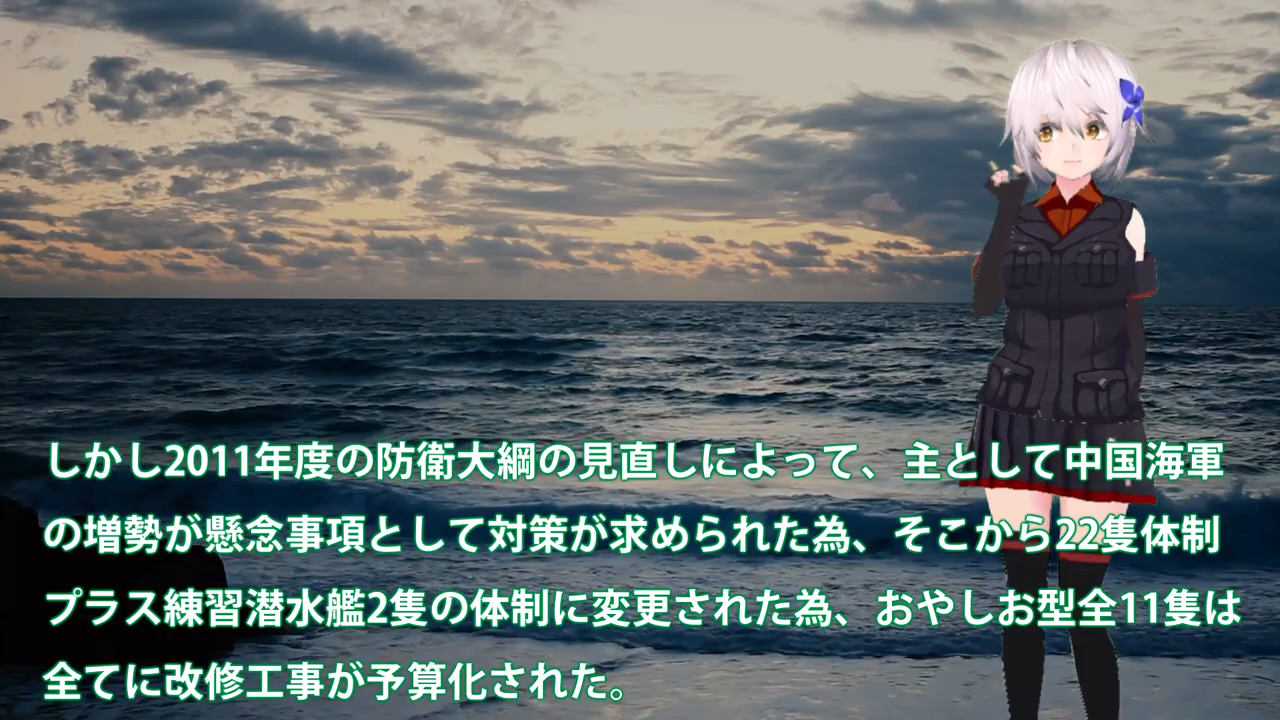 しかし2011年度の防衛大綱の見直しによって、主として中国海軍
の増勢が懸念事項として対策が求められた為、そこから22隻体制
プラス練習潜水艦2隻の体制に変更された為、おやしお型全11隻は
全てに改修工事が予算化された。